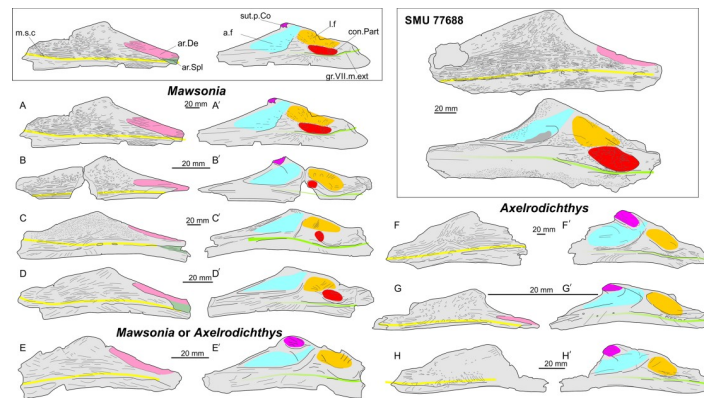 sut.p.Co
m.s.c
a.f
l.f
con.Part
ar.De
ar.Spl
gr.VII.m.ext
SMU 77688
20 mm
Mawsonia
20 mm
A
A'
20 mm
B
B'
20 mm
C
C'
20 mm
D
D'
Mawsonia or Axelrodichthys
20 mm
E
E'
Axelrodichthys
F
F'
20 mm
G
20 mm
G'
H
H'
20 mm